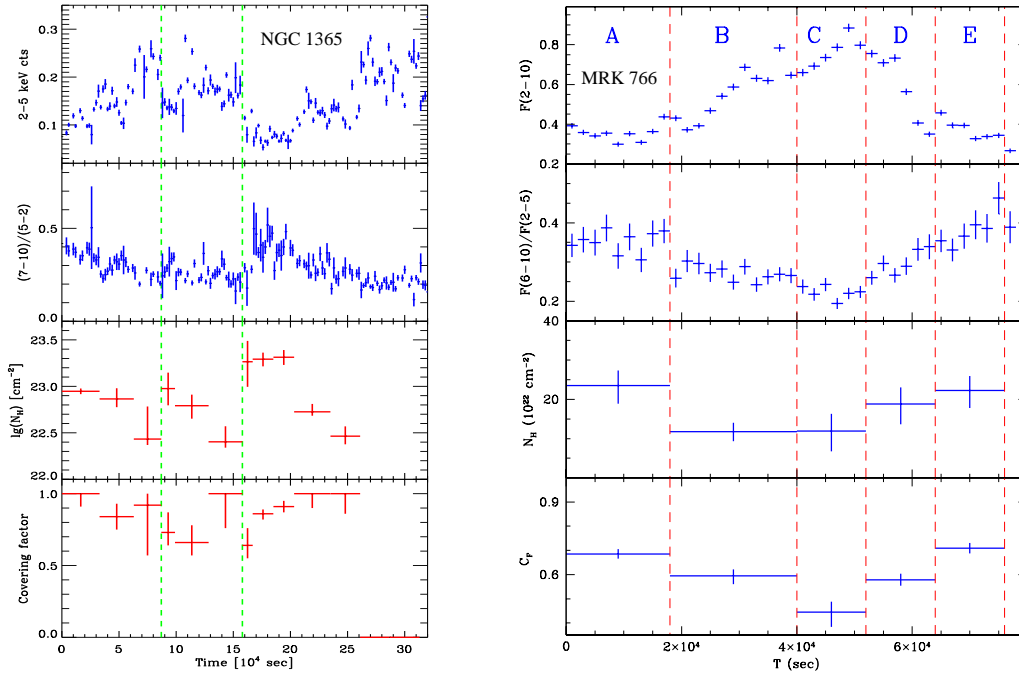 NGC 1365
2-5 keV cts
0.3
0.2
0.1
(7-10)/(5-2)
0.5
0.0
lg(N_H) [cm^-2]
23.5
23.0
22.5
22.0
Covering factor
1.0
0.5
0.0
0 5 10 15 20 25 30
Time [10^4 sec]
A B C D E
MRK 766
F(2-10)
0.8
0.6
0.4
0.2
F(6-10)/F(2-5)
0.4
0.2
N_H (10^22 cm^-2)
40
20
C_F
0.9
0.6
0 2×10^4 4×10^4 6×10^4
T (sec)